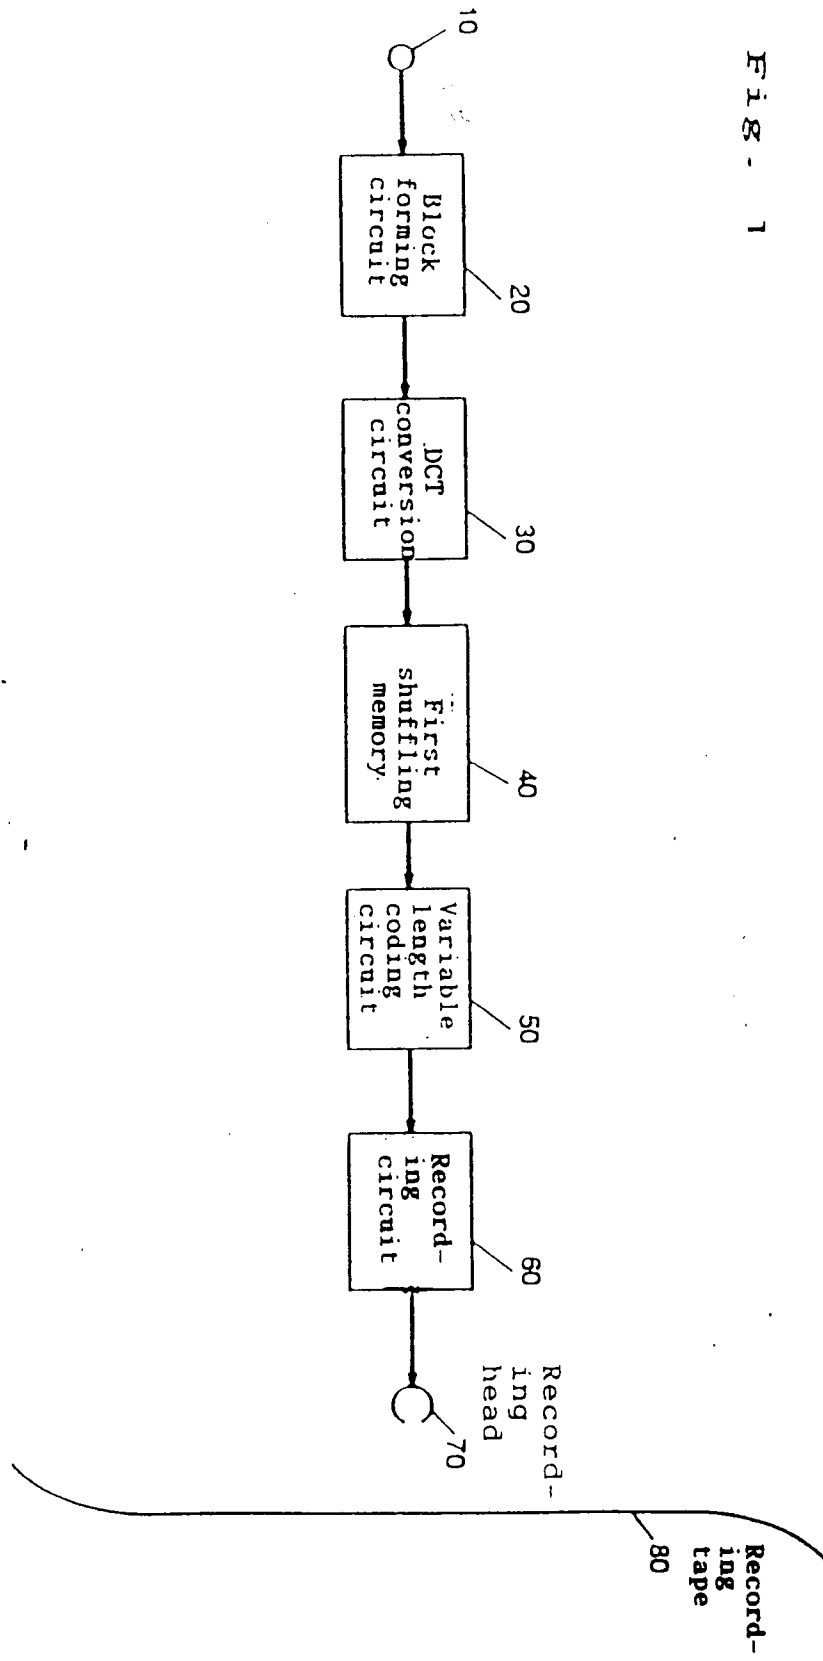 Fig. 1
10
Block
forming
circuit
20
DCT
conversion
circuit
30
First
shuffling
memory
40
Variable
length
coding
circuit
50
Record-
ing
circuit
60
Record-
ing
head
70
Record-
ing
tape
80